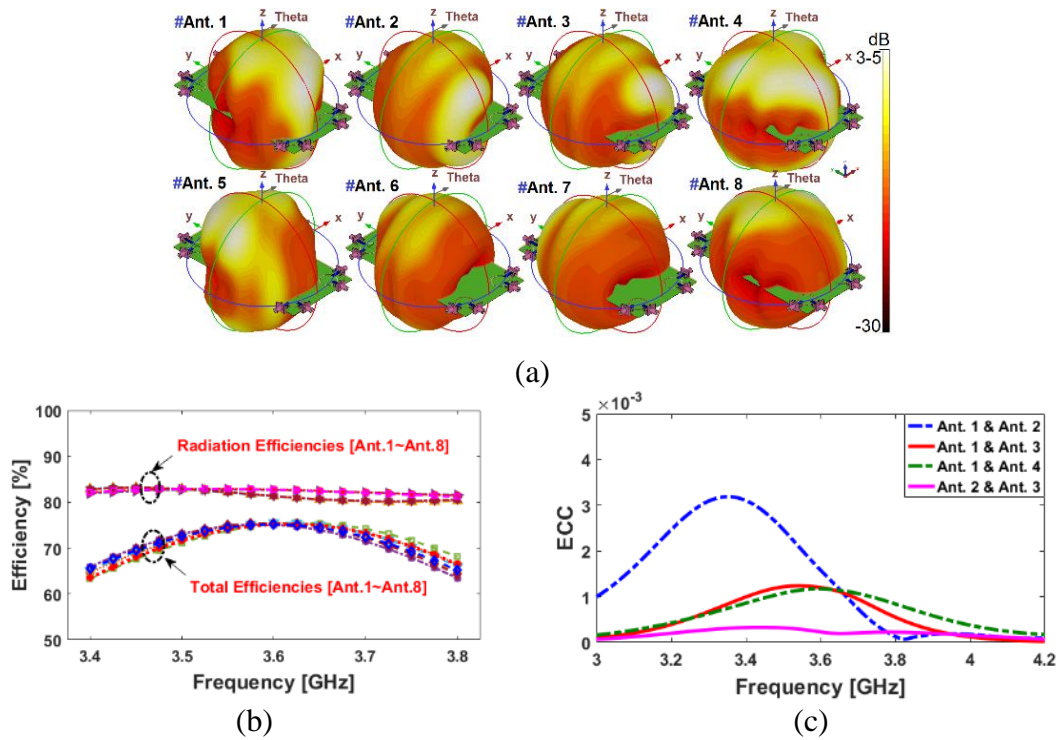 #Ant. 1 z Theta #Ant. 2 z Theta #Ant. 3 z Theta #Ant. 4 z Theta
dB
3-5
y x y x y x y x
#Ant. 5 z Theta #Ant. 6 z Theta #Ant. 7 z Theta #Ant. 8 z Theta
y x y x y x y x
-30
(a)
100
90
80
70
60
50
Efficiency [%]
Radiation Efficiencies [Ant.1~Ant.8]
Total Efficiencies [Ant.1~Ant.8]
3.4 3.5 3.6 3.7 3.8
Frequency [GHz]
(b)
×10⁻³
5
4
3
2
1
0
ECC
Ant. 1 & Ant. 2
Ant. 1 & Ant. 3
Ant. 1 & Ant. 4
Ant. 2 & Ant. 3
3 3.2 3.4 3.6 3.8 4 4.2
Frequency [GHz]
(c)